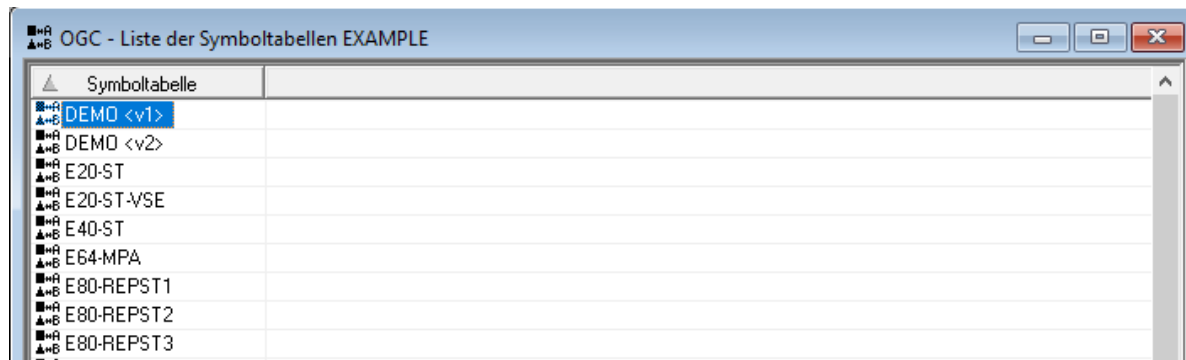 OGC - Liste der Symboltabellen EXAMPLE
Symboltabelle
DEMO <v1>
DEMO <v2>
E20-ST
E20-ST-VSE
E40-ST
E64-MPA
E80-REPST1
E80-REPST2
E80-REPST3